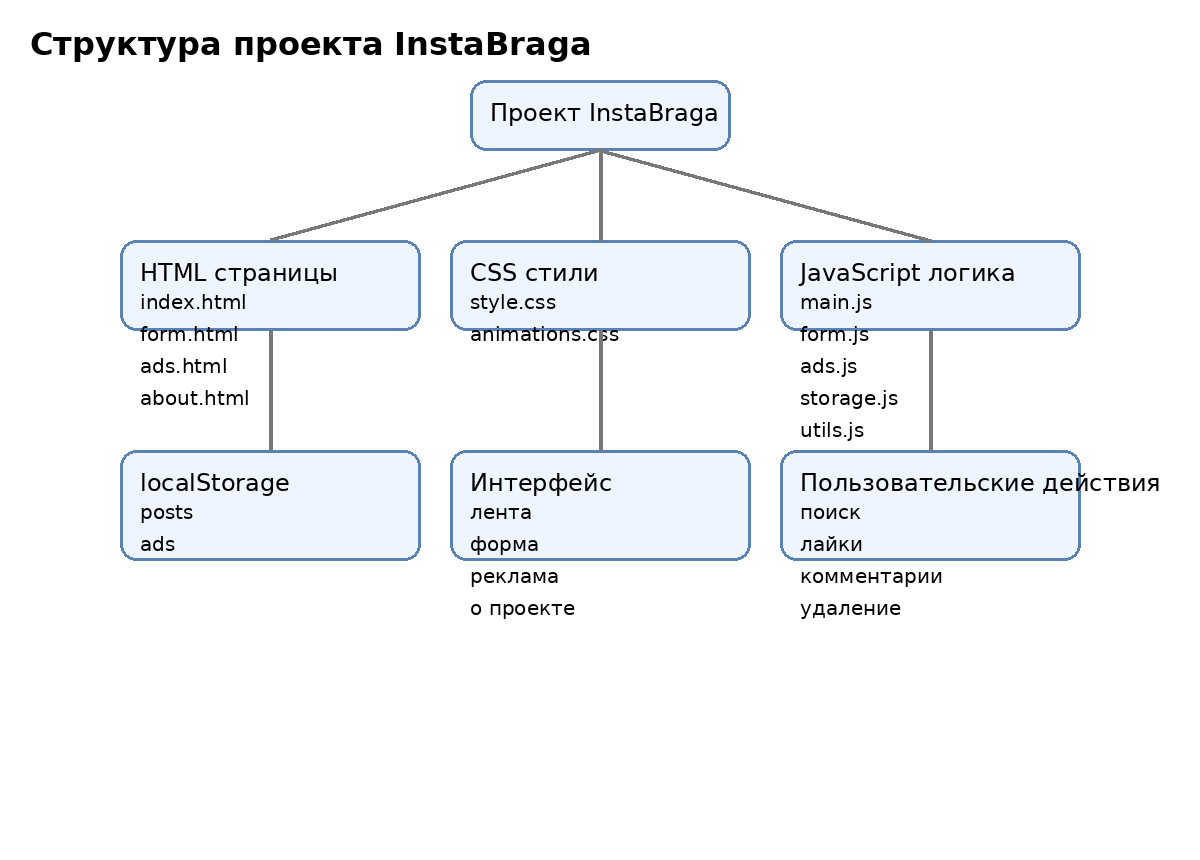 Структура проекта InstaBraga
Проект InstaBraga
HTML страницы
index.html
form.html
ads.html
about.html
CSS стили
style.css
animations.css
JavaScript логика
main.js
form.js
ads.js
storage.js
utils.js
localStorage
posts
ads
Интерфейс
лента
форма
реклама
о проекте
Пользовательские действия
поиск
лайки
комментарии
удаление